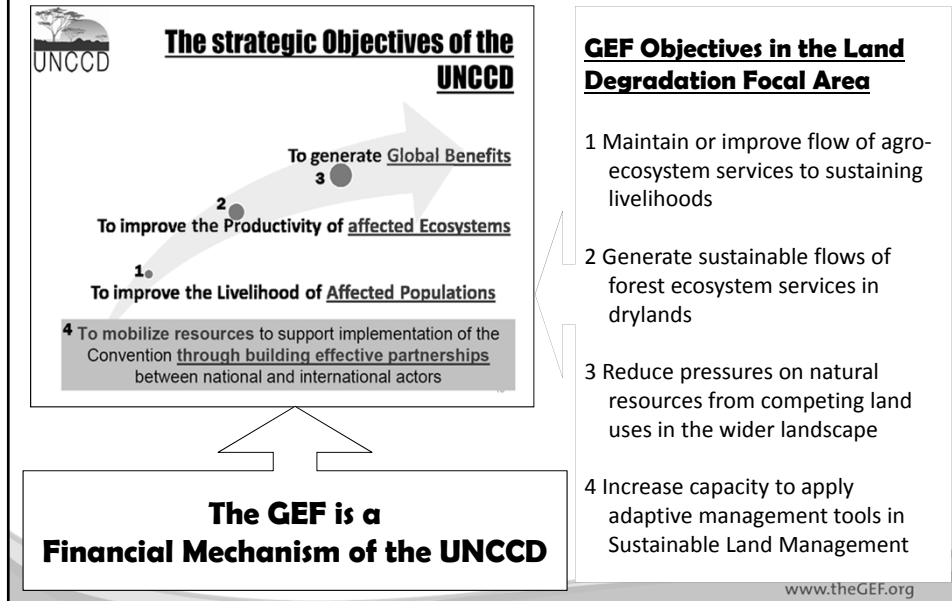 UNCCD
The strategic Objectives of the
UNCCD
To generate Global Benefits
3
2
To improve the Productivity of affected Ecosystems
1
To improve the Livelihood of Affected Populations
4 To mobilize resources to support implementation of the
Convention through building effective partnerships
between national and international actors
The GEF is a
Financial Mechanism of the UNCCD
GEF Objectives in the Land
Degradation Focal Area
1 Maintain or improve flow of agro-
ecosystem services to sustaining
livelihoods
2 Generate sustainable flows of
forest ecosystem services in
drylands
3 Reduce pressures on natural
resources from competing land
uses in the wider landscape
4 Increase capacity to apply
adaptive management tools in
Sustainable Land Management
www.theGEF.org